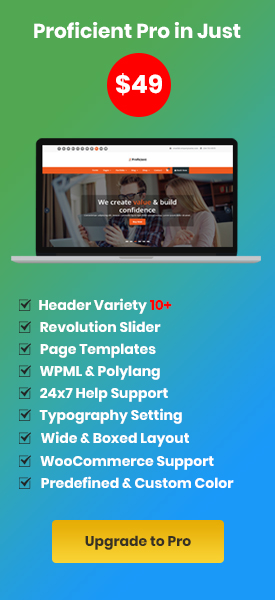 Proficient Pro in Just
$49
Proficient
We create value & build
confidence
Header Variety 10+
Revolution Slider
Page Templates
WPML & Polylang
24x7 Help Support
Typography Setting
Wide & Boxed Layout
WooCommerce Support
Predefined & Custom Color
Upgrade to Pro